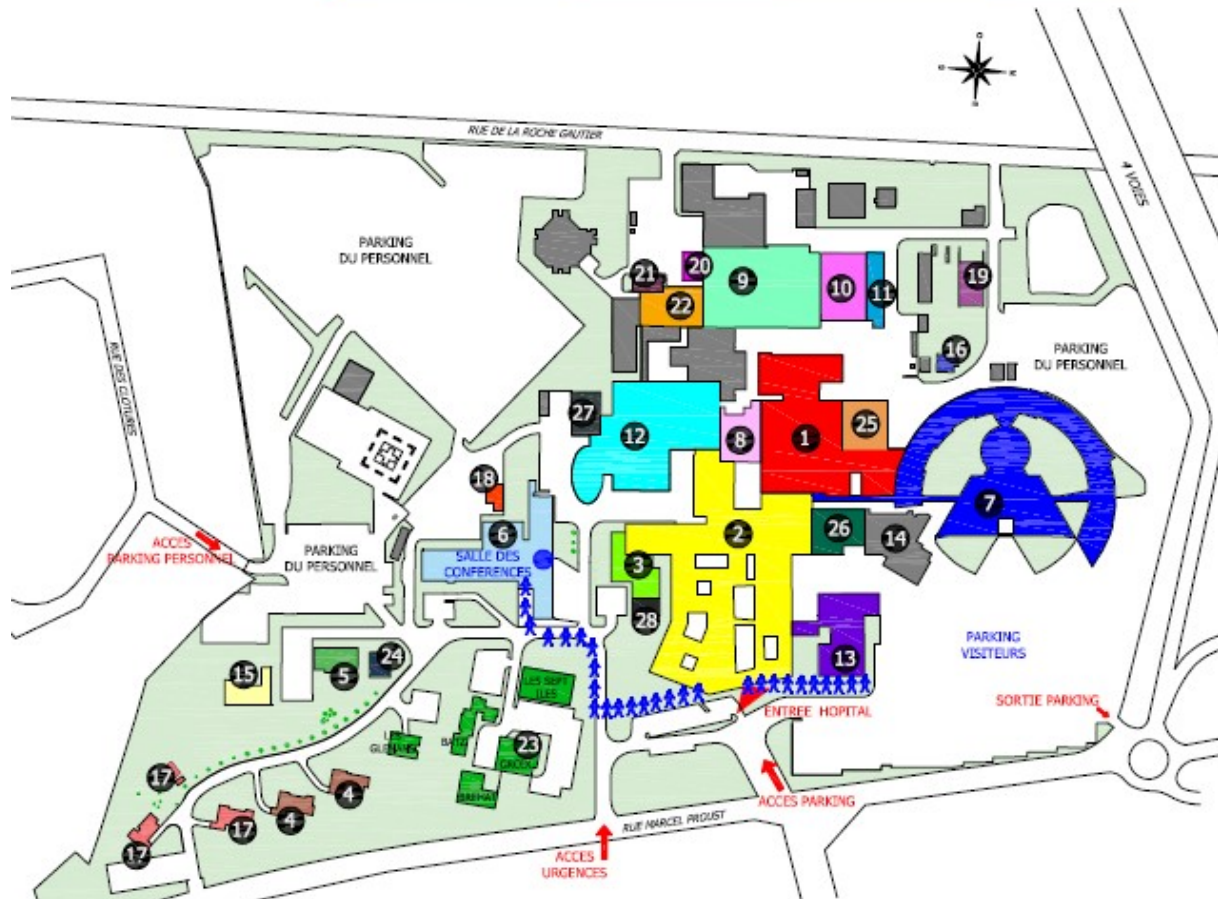 RUE DE LA ROCHE GAUTIER
4 VOIES
PARKING
DU PERSONNEL
21
20
9
10
11
19
22
16
PARKING
DU PERSONNEL
RUE DES CLOTURES
27
12
8
1
25
18
7
ACCES
PARKING PERSONNEL
PARKING
DU PERSONNEL
6
SALLE DES
CONFERENCES
3
2
26
14
28
13
PARKING
VISITEURS
15
5
24
LES SEPT
ILES
ENTREE HOPITAL
SORTIE PARKING
LES
GLENANS
BATZ
23
GROIX
17
4
BREHAT
17
4
17
ACCES PARKING
RUE MARCEL PROUST
ACCES
URGENCES